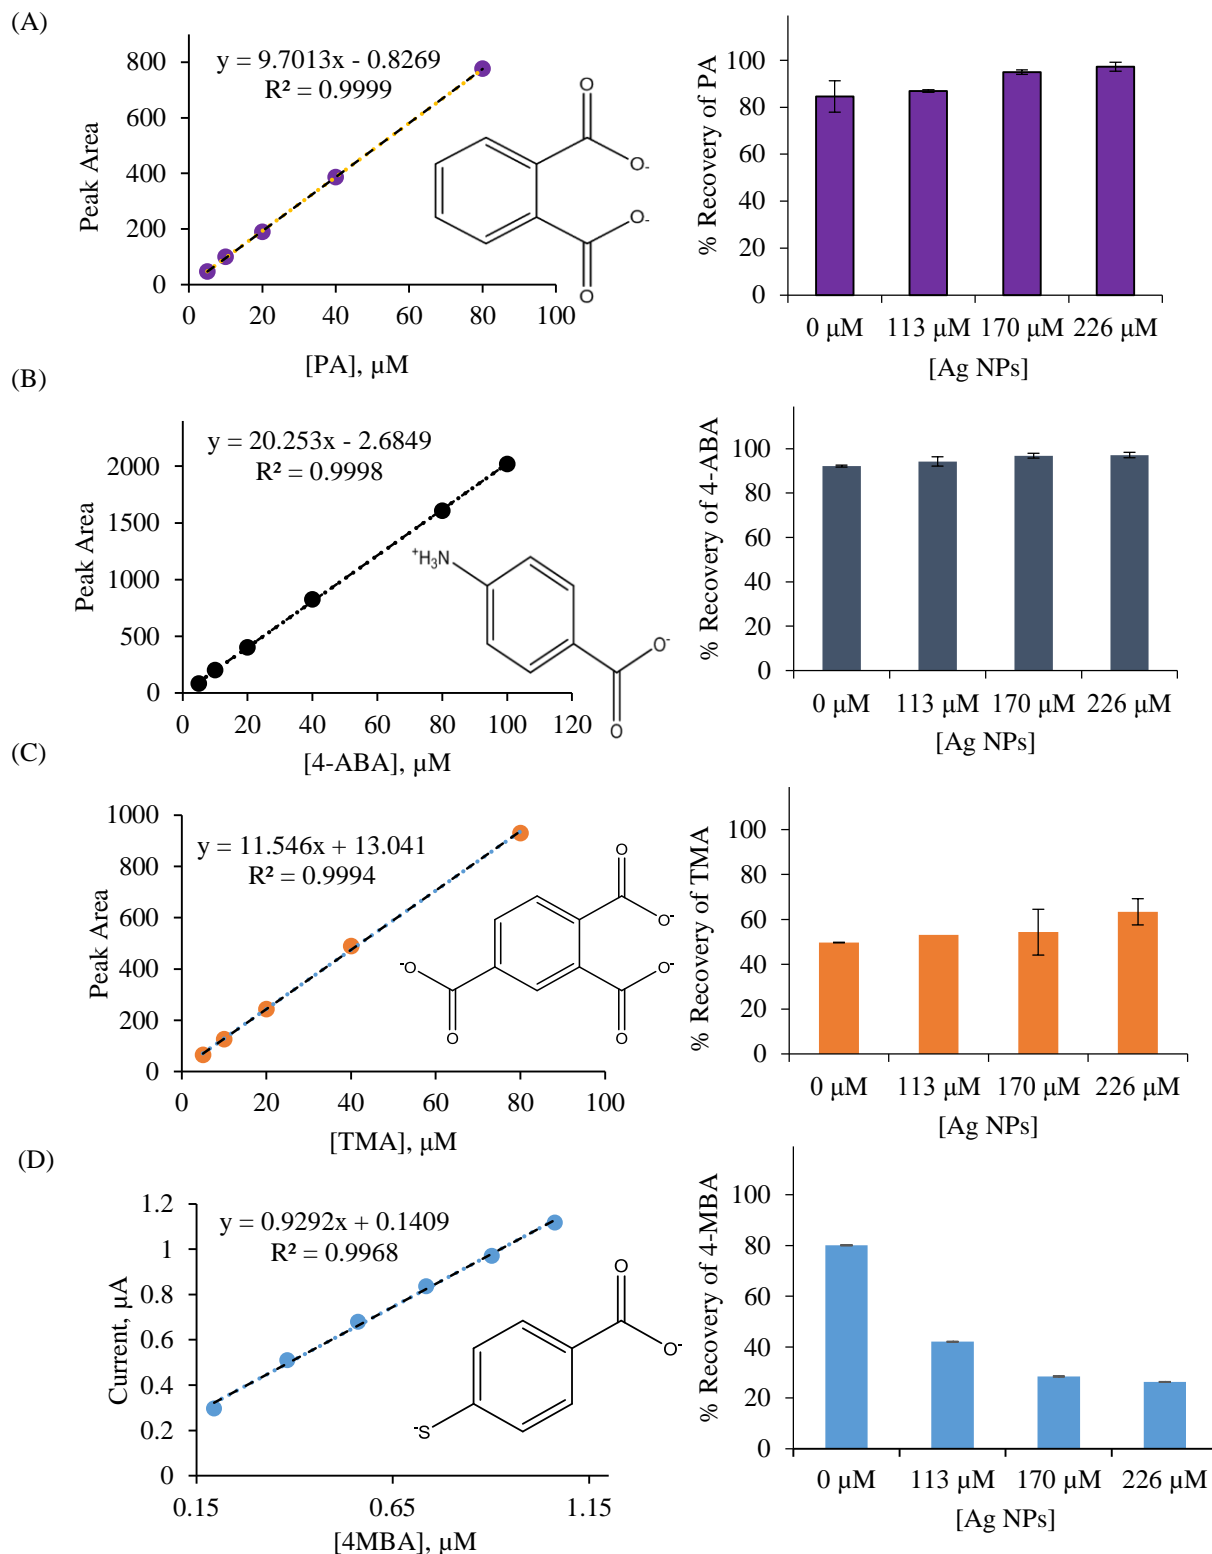 (A)
y = 9.7013x - 0.8269
R² = 0.9999
Peak Area
800
600
400
200
0
0 20 40 60 80 100
[PA], µM
O
O-
O-
O
% Recovery of PA
100
80
60
40
20
0
0 µM 113 µM 170 µM 226 µM
[Ag NPs]
(B)
y = 20.253x - 2.6849
R² = 0.9998
Peak Area
2000
1500
1000
500
0
0 20 40 60 80 100 120
[4-ABA], µM
⁺H₃N
O⁻
O
% Recovery of 4-ABA
100
80
60
40
20
0
0 µM 113 µM 170 µM 226 µM
[Ag NPs]
(C)
y = 11.546x + 13.041
R² = 0.9994
Peak Area
1000
800
600
400
200
0
0 20 40 60 80 100
[TMA], µM
O
O⁻
⁻O
O⁻
O
O
% Recovery of TMA
100
80
60
40
20
0
0 µM 113 µM 170 µM 226 µM
[Ag NPs]
(D)
y = 0.9292x + 0.1409
R² = 0.9968
Current, µA
1.2
1
0.8
0.6
0.4
0.2
0
0.15 0.65 1.15
[4MBA], µM
O
O⁻
⁻S
% Recovery of 4-MBA
100
80
60
40
20
0
0 µM 113 µM 170 µM 226 µM
[Ag NPs]